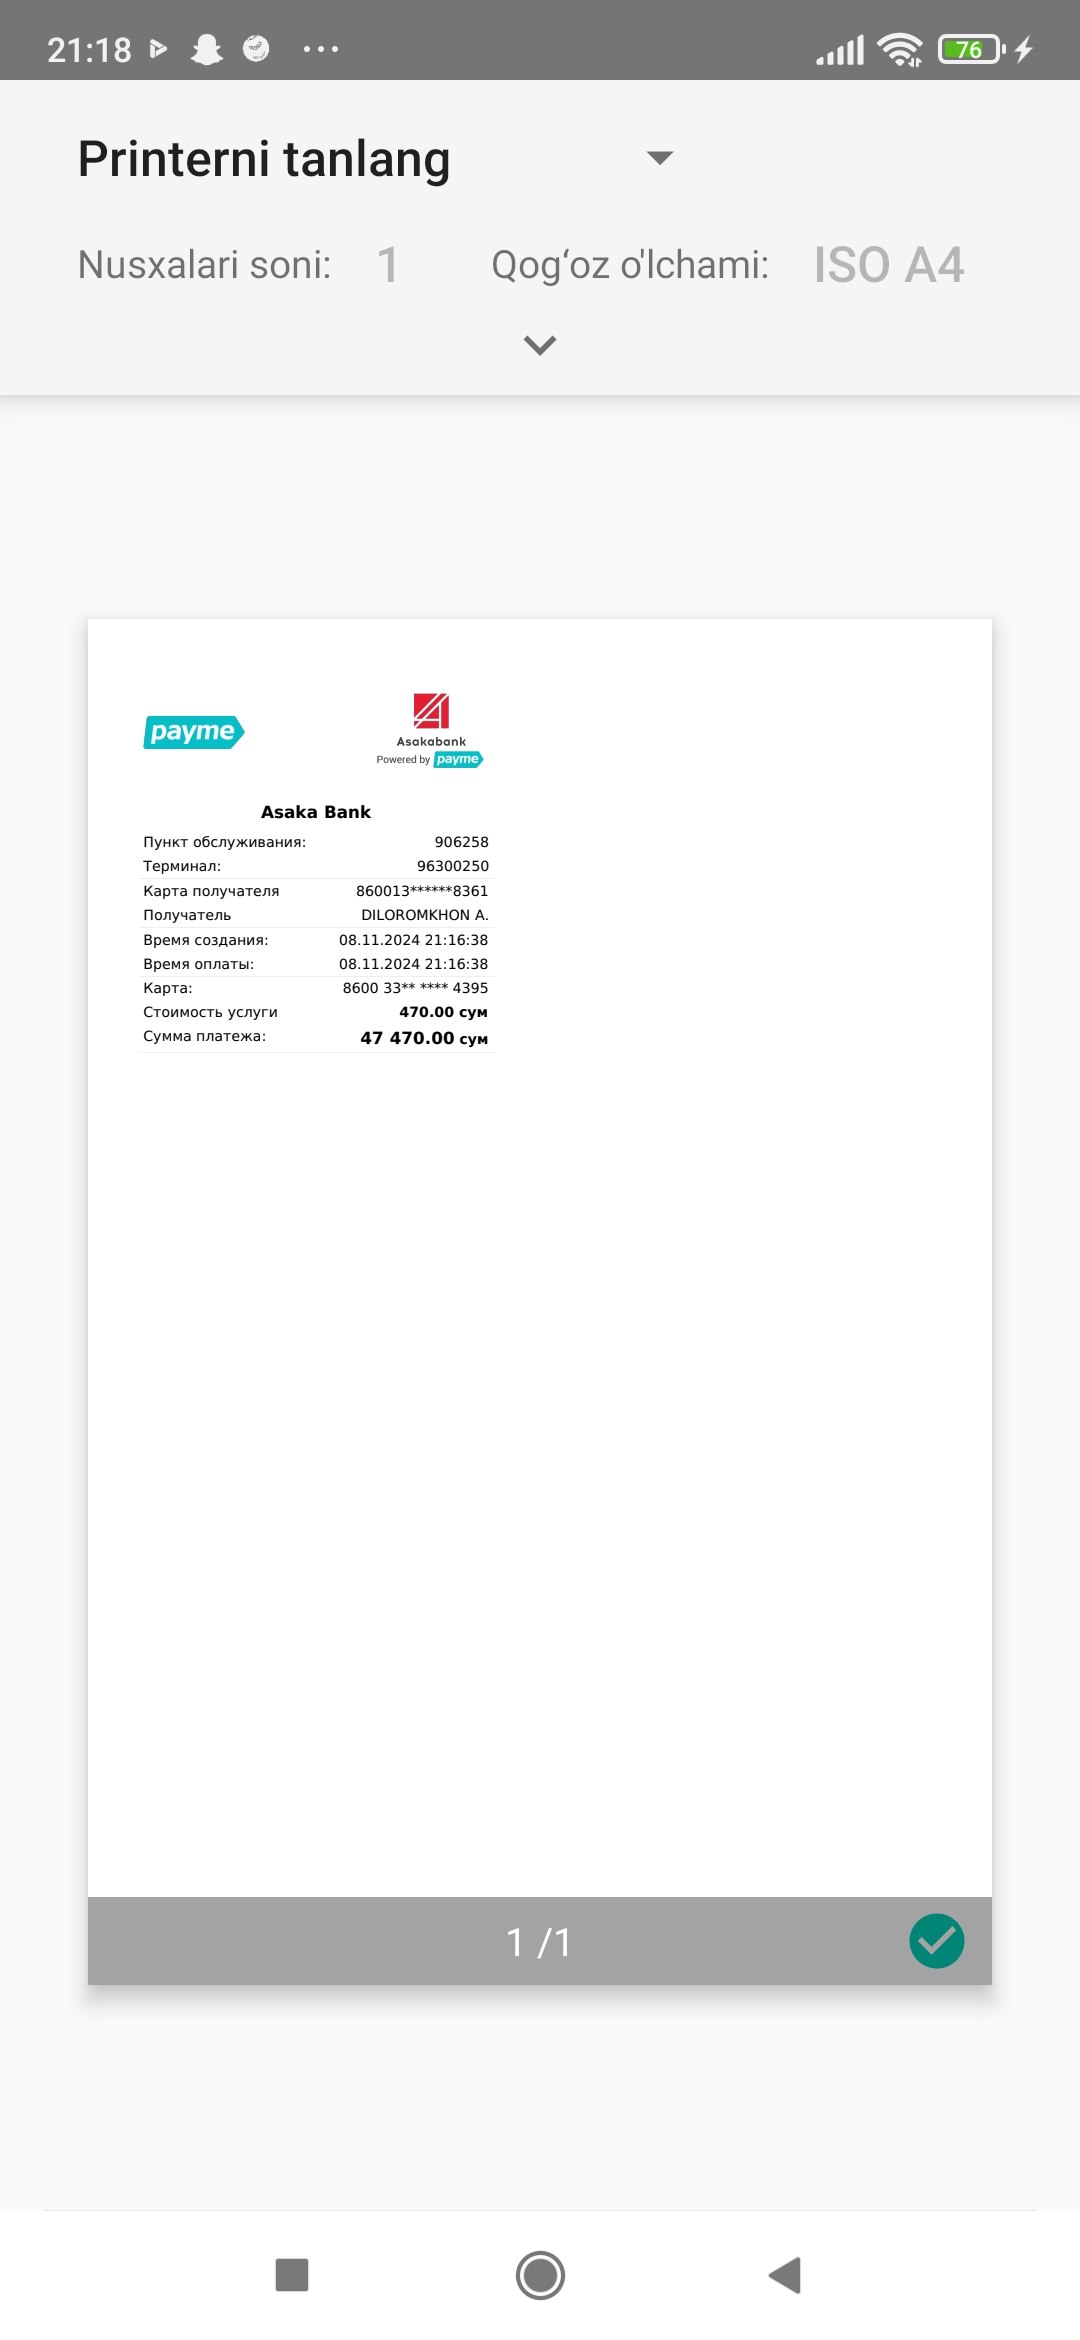 21:18
76
Printerni tanlang
Nusxalari soni: 1 Qog‘oz o'lchami: ISO A4
payme
Asakabank
Powered by payme
Asaka Bank
Пункт обслуживания: 906258
Терминал: 96300250
Карта получателя 860013******8361
Получатель DILOROMKHON A.
Время создания: 08.11.2024 21:16:38
Время оплаты: 08.11.2024 21:16:38
Карта: 8600 33** **** 4395
Стоимость услуги 470.00 сум
Сумма платежа: 47 470.00 сум
1 /1